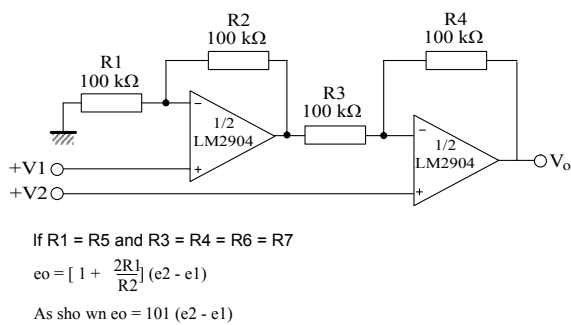 R1
100 kΩ
R2
100 kΩ
R3
100 kΩ
R4
100 kΩ
−
+
1/2
LM2904
−
+
1/2
LM2904
+V1
+V2
Vo
If R1 = R5 and R3 = R4 = R6 = R7
eo = [ 1 + 2R1/R2] (e2 - e1)
As sho wn eo = 101 (e2 - e1)